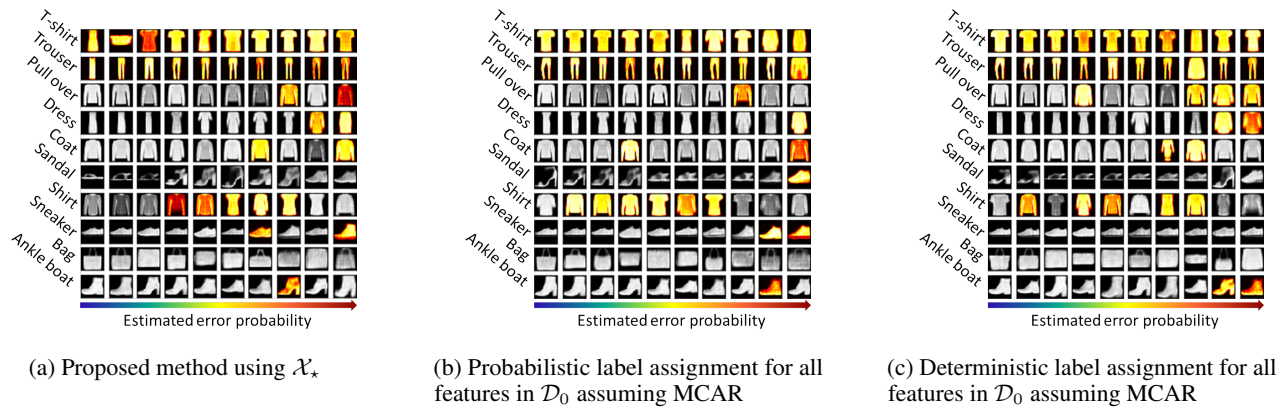 T-shirt
Trouser
Pull over
Dress
Coat
Sandal
Shirt
Sneaker
Bag
Ankle boat
Estimated error probability
(a) Proposed method using 𝒳⋆
T-shirt
Trouser
Pull over
Dress
Coat
Sandal
Shirt
Sneaker
Bag
Ankle boat
Estimated error probability
(b) Probabilistic label assignment for all
features in 𝒟₀ assuming MCAR
T-shirt
Trouser
Pull over
Dress
Coat
Sandal
Shirt
Sneaker
Bag
Ankle boat
Estimated error probability
(c) Deterministic label assignment for all
features in 𝒟₀ assuming MCAR